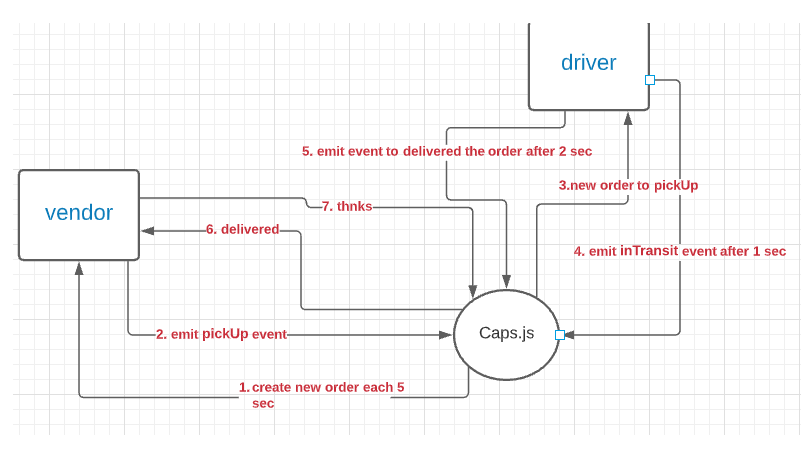 driver
5. emit event to delivered the order after 2 sec
3.new order to pickUp
vendor
7. thnks
6. delivered
4. emit inTransit event after 1 sec
2. emit pickUp event
Caps.js
1. create new order each 5
sec